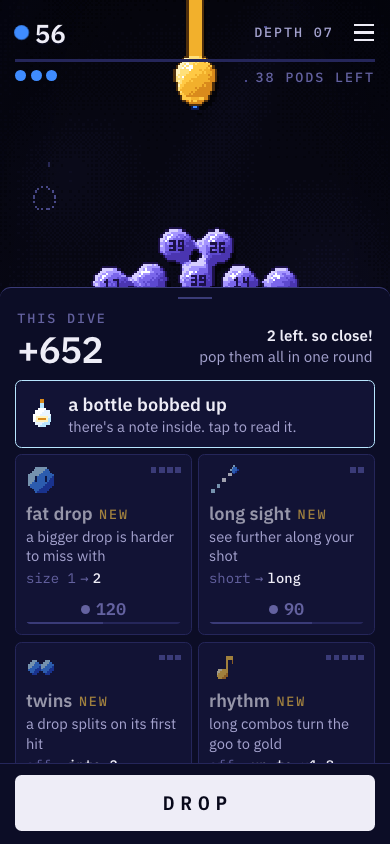 56
DEPTH 07
38 PODS LEFT
39 26
39
THIS DIVE
+652
2 left. so close!
pop them all in one round
a bottle bobbed up
there's a note inside. tap to read it.
fat drop NEW
a bigger drop is harder
to miss with
size 1→2
120
long sight NEW
see further along your
shot
short→long
90
twins NEW
a drop splits on its first
hit
rhythm NEW
long combos turn the
goo to gold
DROP